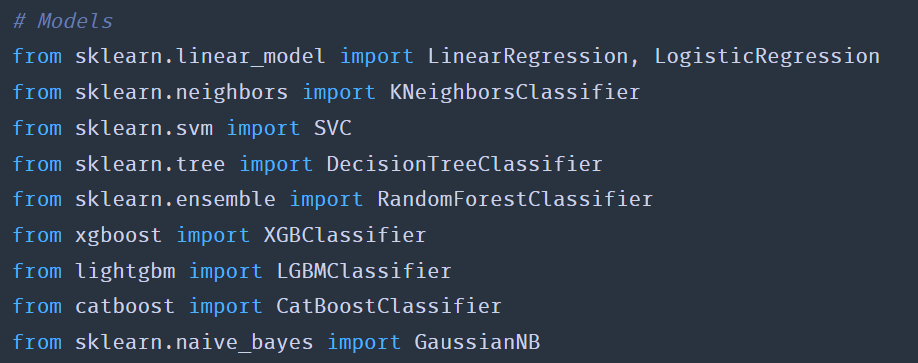 # Models
from sklearn.linear_model import LinearRegression, LogisticRegression
from sklearn.neighbors import KNeighborsClassifier
from sklearn.svm import SVC
from sklearn.tree import DecisionTreeClassifier
from sklearn.ensemble import RandomForestClassifier
from xgboost import XGBClassifier
from lightgbm import LGBMClassifier
from catboost import CatBoostClassifier
from sklearn.naive_bayes import GaussianNB